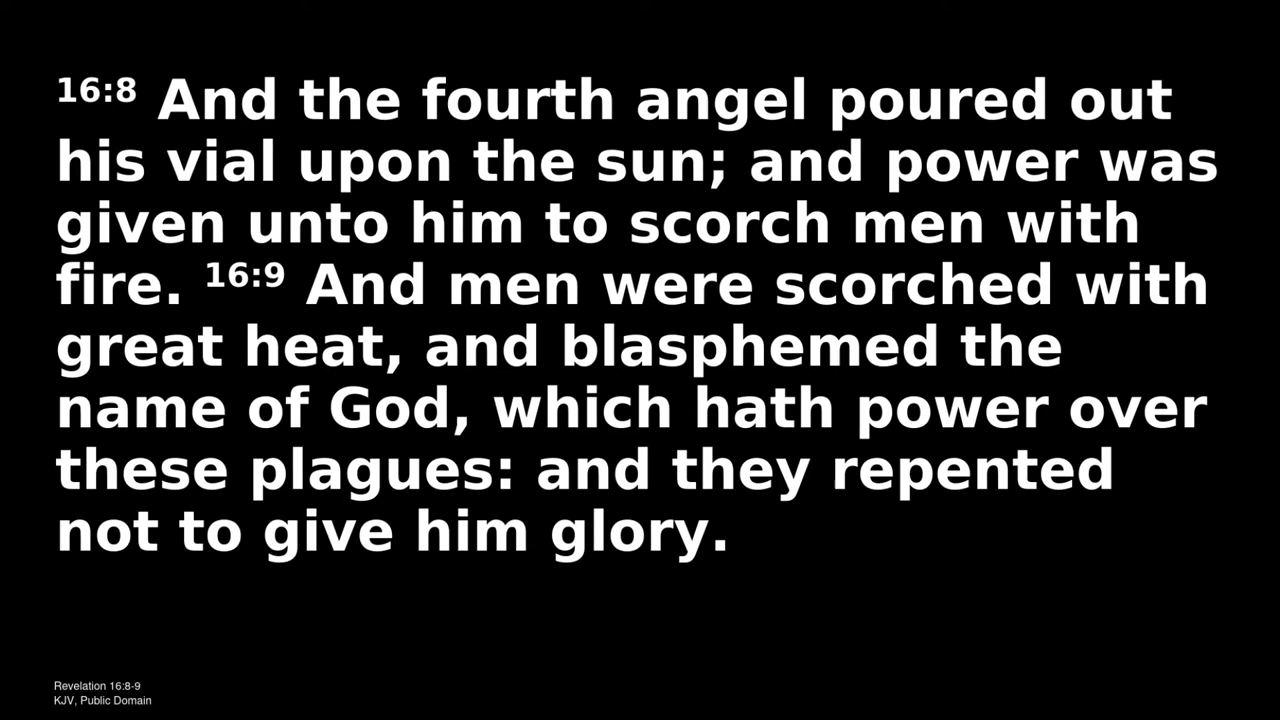 16:8 And the fourth angel poured out
his vial upon the sun; and power was
given unto him to scorch men with
fire. 16:9 And men were scorched with
great heat, and blasphemed the
name of God, which hath power over
these plagues: and they repented
not to give him glory.
Revelation 16:8-9
KJV, Public Domain